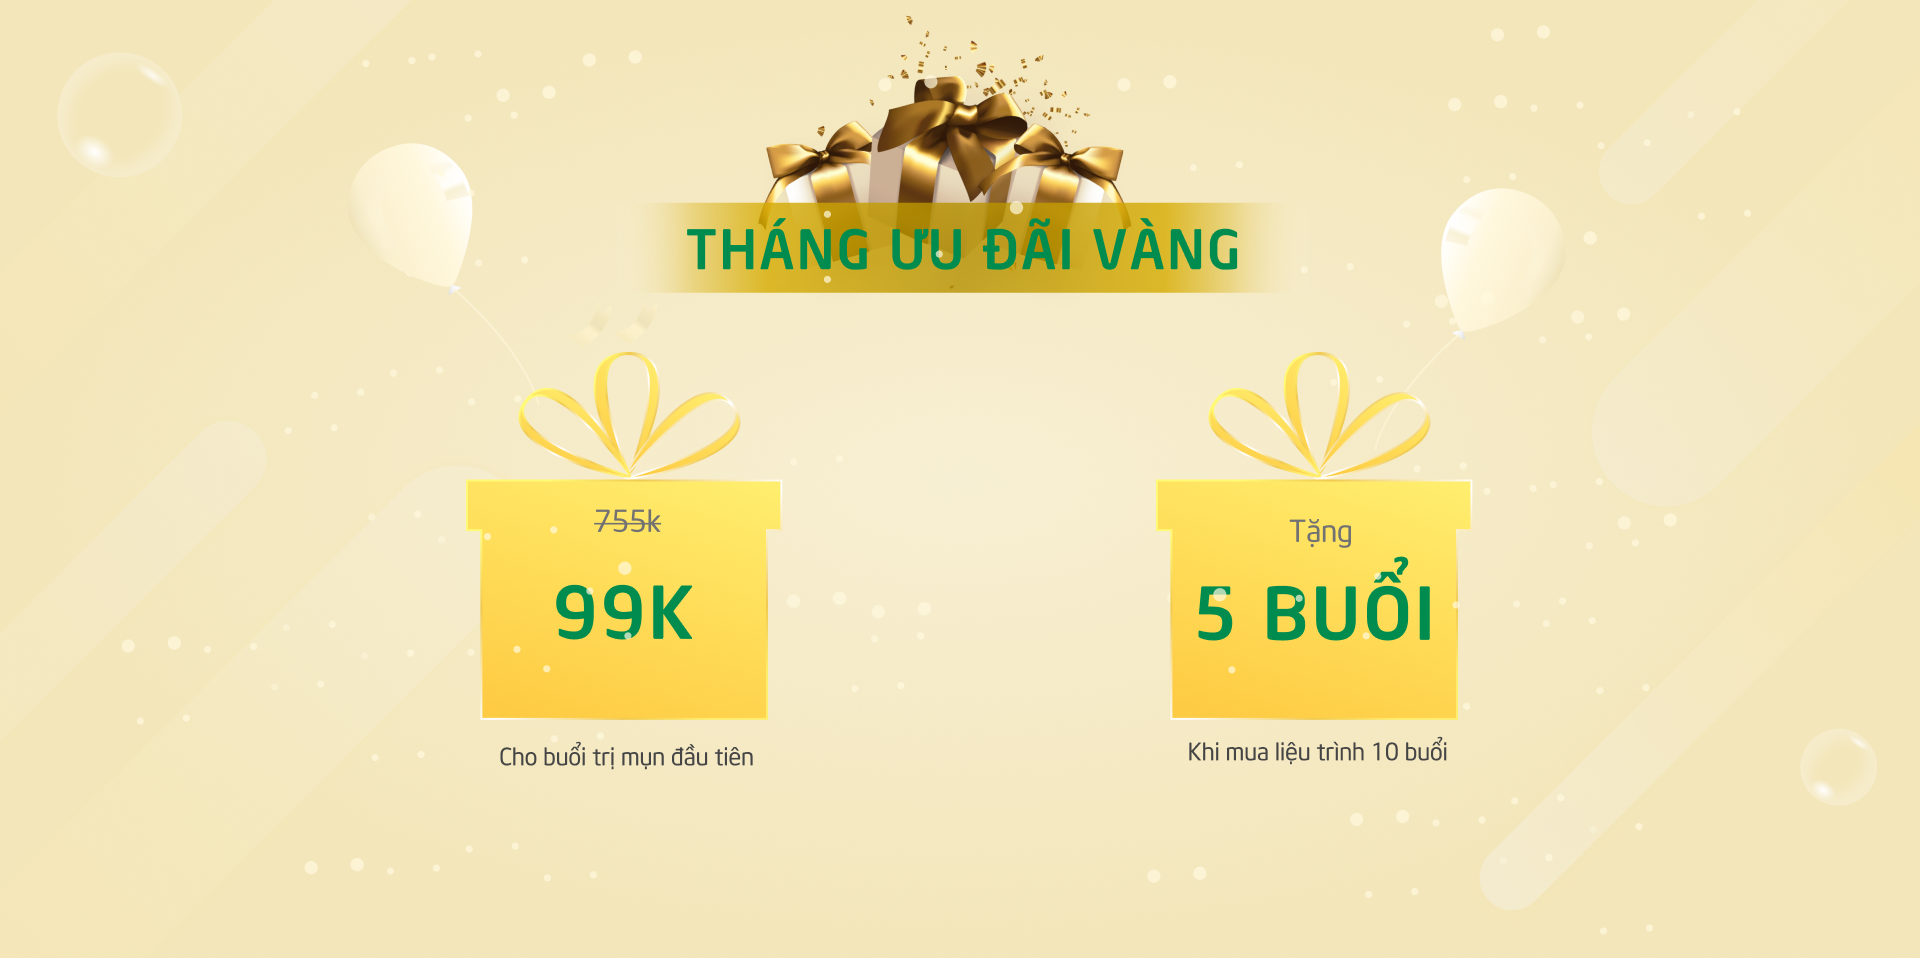 THÁNG ƯU ĐÃI VÀNG
755k
99K
Cho buổi trị mụn đầu tiên
Tặng
5 BUỔI
Khi mua liệu trình 10 buổi